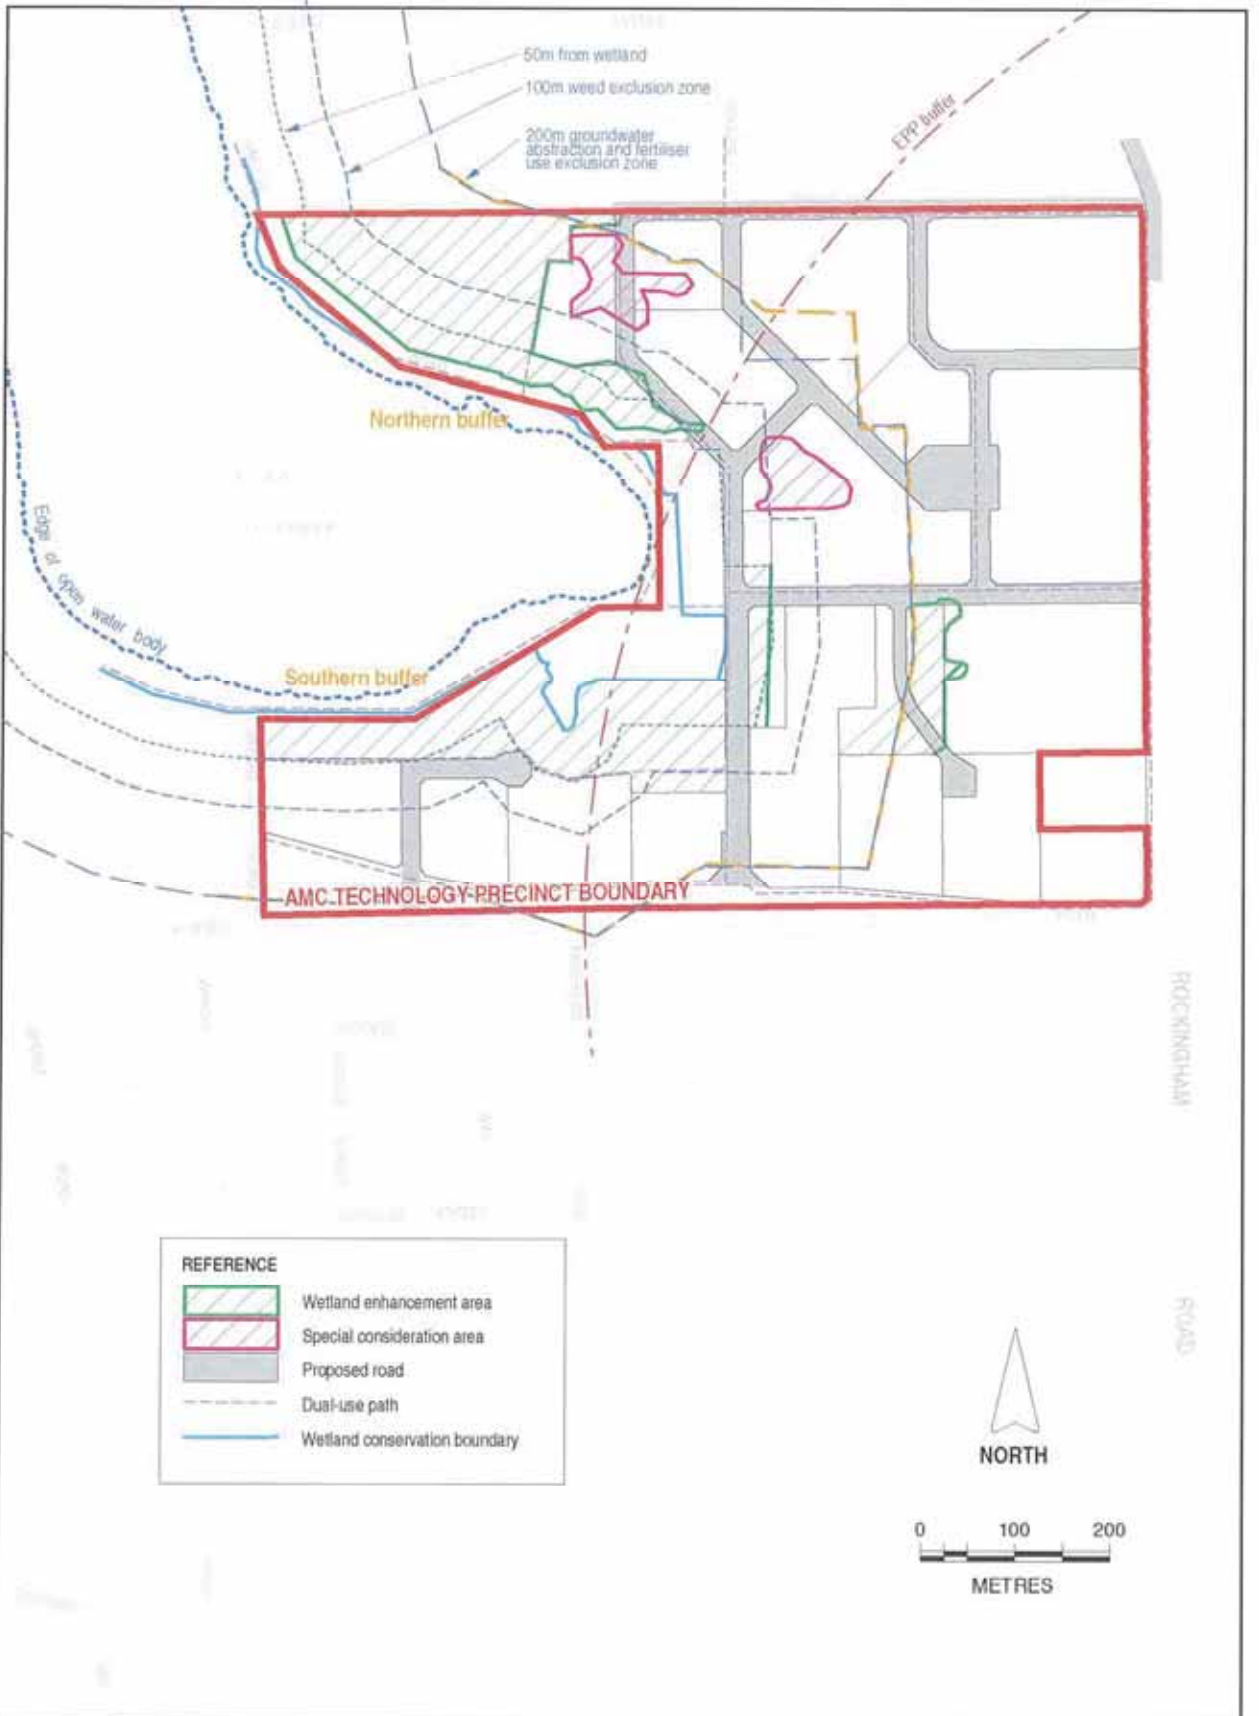 50m from wetland
100m weed exclusion zone
200m groundwater
abstraction and fertiliser
use exclusion zone
EPP buffer
Northern buffer
Edge of open water body
Southern buffer
AMC TECHNOLOGY PRECINCT BOUNDARY
ROCKINGHAM
ROAD
REFERENCE
Wetland enhancement area
Special consideration area
Proposed road
Dual-use path
Wetland conservation boundary
NORTH
0 100 200
METRES